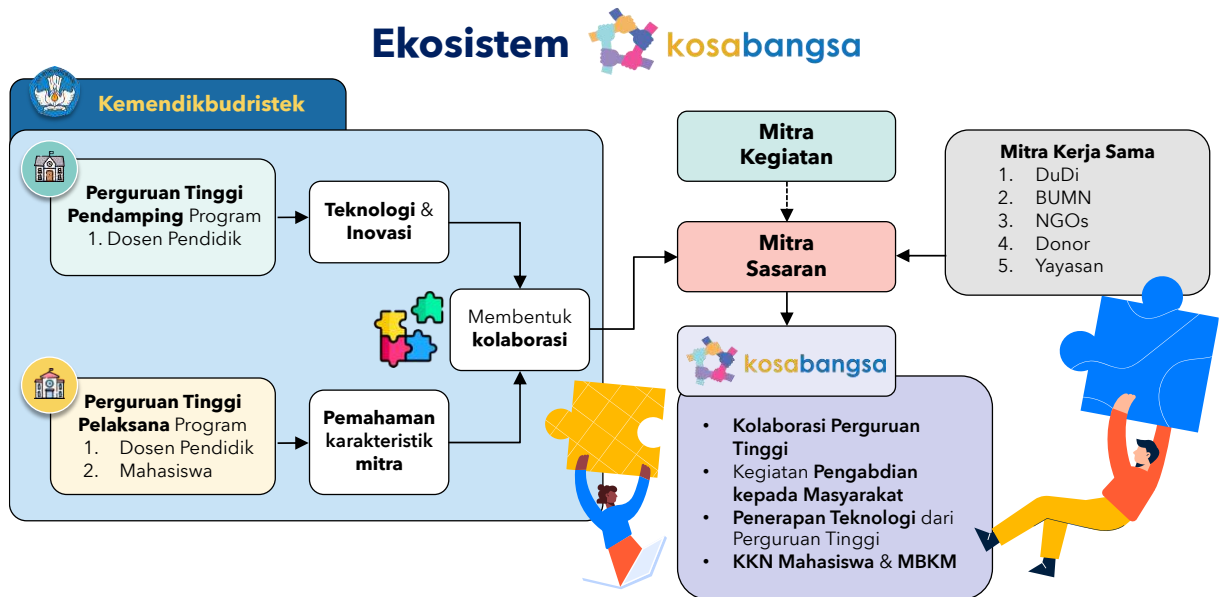 Ekosistem kosabangsa
Kemendikbudristek
Perguruan Tinggi
Pendamping Program
1. Dosen Pendidik
Teknologi &
Inovasi
Membentuk
kolaborasi
Perguruan Tinggi
Pelaksana Program
1. Dosen Pendidik
2. Mahasiswa
Pemahaman
karakteristik
mitra
Mitra
Kegiatan
Mitra
Sasaran
Mitra Kerja Sama
1. DuDi
2. BUMN
3. NGOs
4. Donor
5. Yayasan
kosabangsa
• Kolaborasi Perguruan
Tinggi
• Kegiatan Pengabdian
kepada Masyarakat
• Penerapan Teknologi dari
Perguruan Tinggi
• KKN Mahasiswa & MBKM